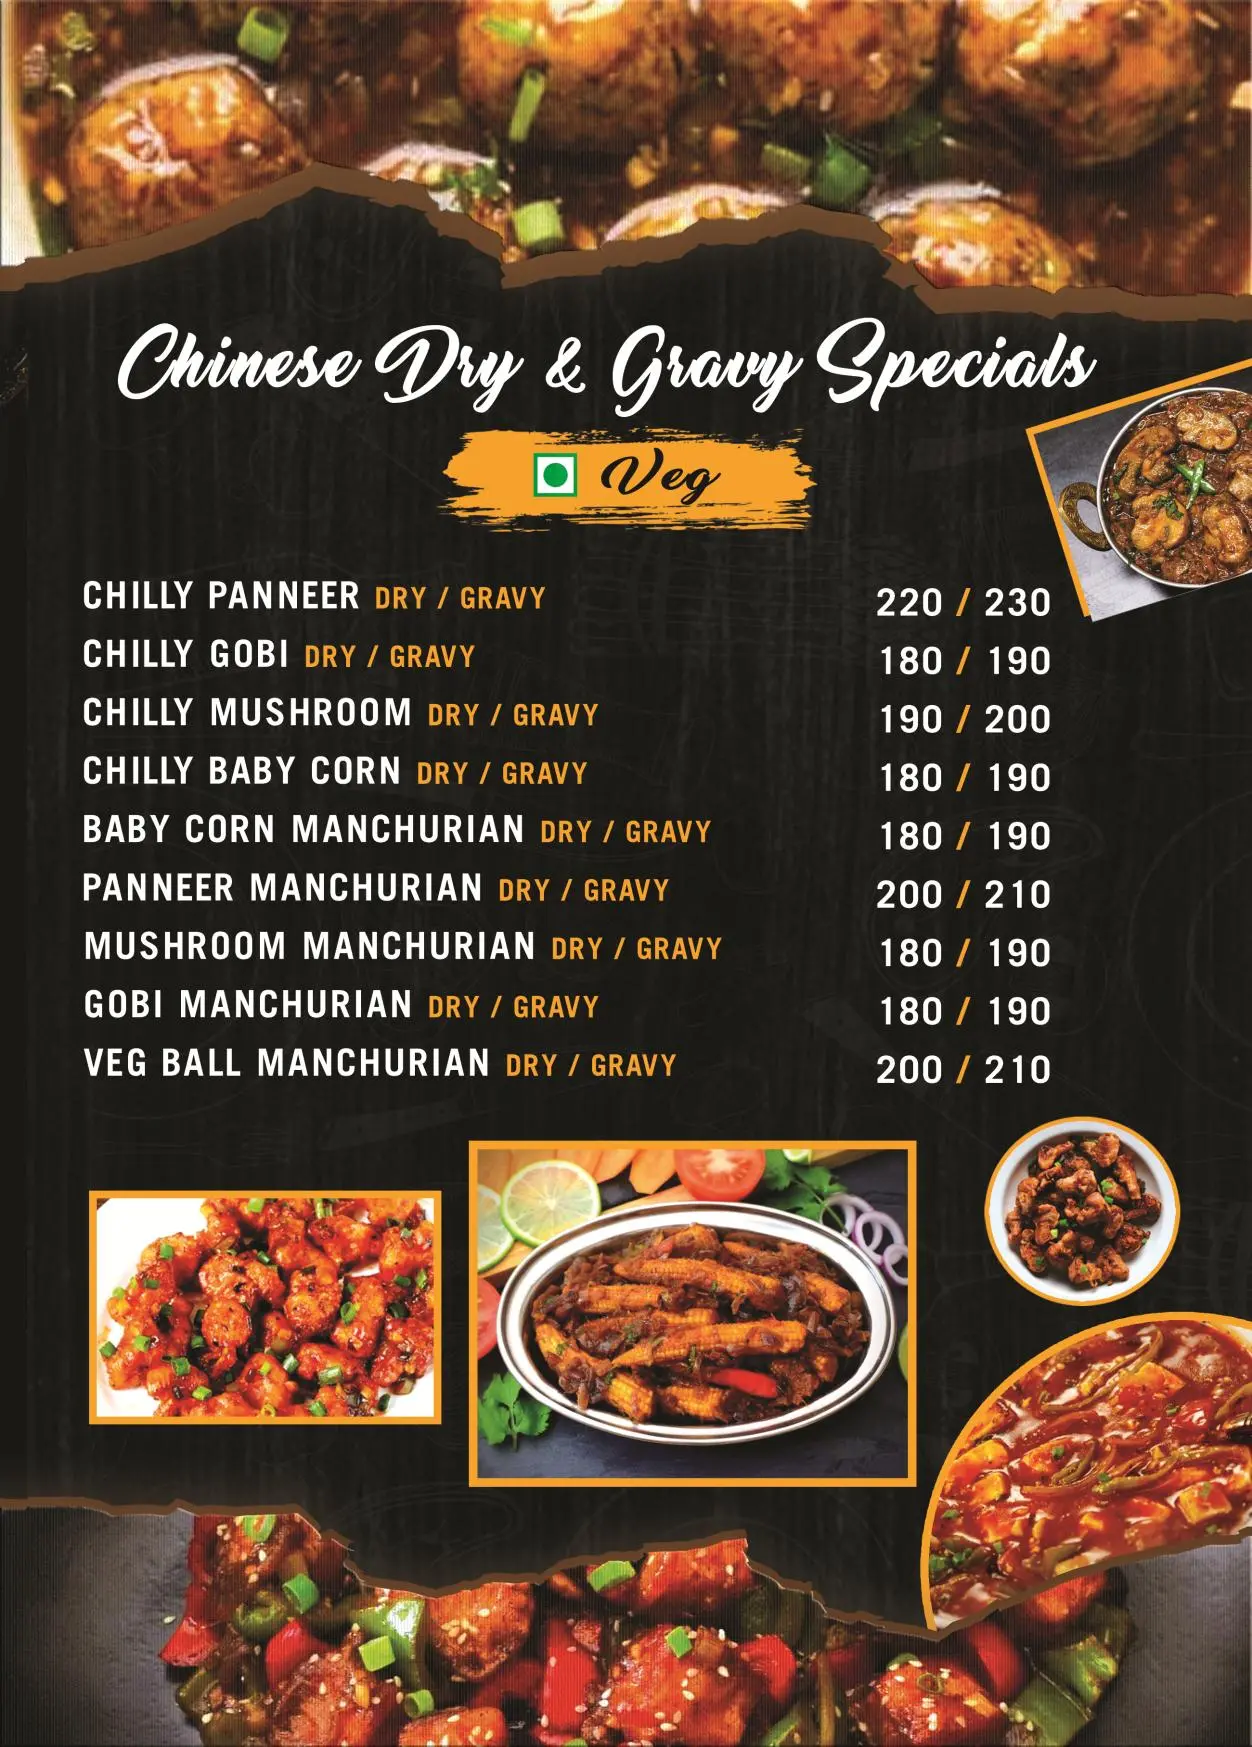 Chinese Dry & Gravy Specials
Veg
CHILLY PANNEER DRY / GRAVY 220 / 230
CHILLY GOBI DRY / GRAVY 180 / 190
CHILLY MUSHROOM DRY / GRAVY 190 / 200
CHILLY BABY CORN DRY / GRAVY 180 / 190
BABY CORN MANCHURIAN DRY / GRAVY 180 / 190
PANNEER MANCHURIAN DRY / GRAVY 200 / 210
MUSHROOM MANCHURIAN DRY / GRAVY 180 / 190
GOBI MANCHURIAN DRY / GRAVY 180 / 190
VEG BALL MANCHURIAN DRY / GRAVY 200 / 210